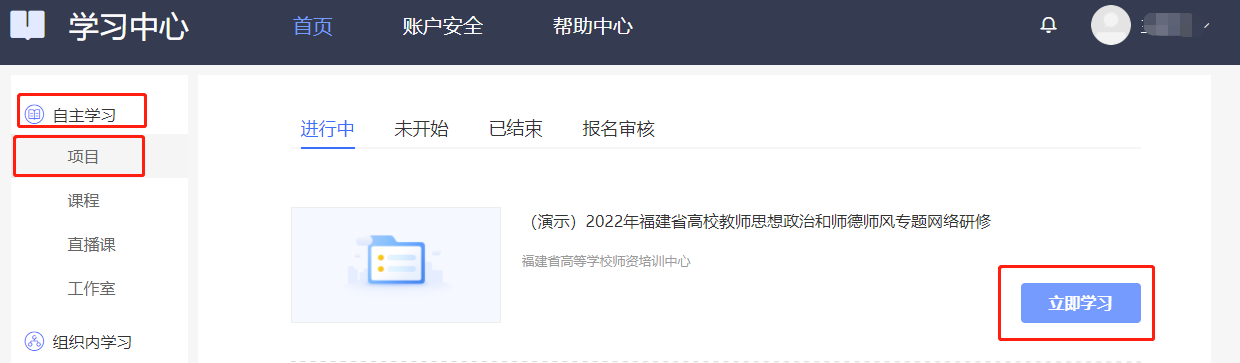 学习中心
首页
账户安全
帮助中心
自主学习
项目
课程
直播课
工作室
组织内学习
进行中
未开始
已结束
报名审核
（演示）2022年福建省高校教师思想政治和师德师风专题网络研修
福建省高等学校师资培训中心
立即学习